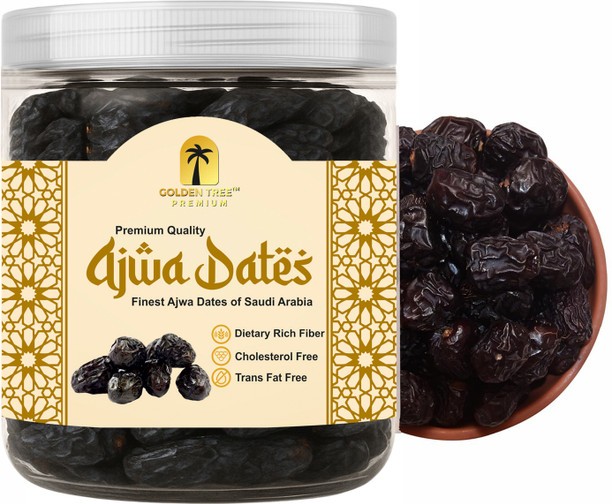 GOLDEN TREE™
PREMIUM
Premium Quality
Ajwa Dates
Finest Ajwa Dates of Saudi Arabia
Dietary Rich Fiber
Cholesterol Free
Trans Fat Free